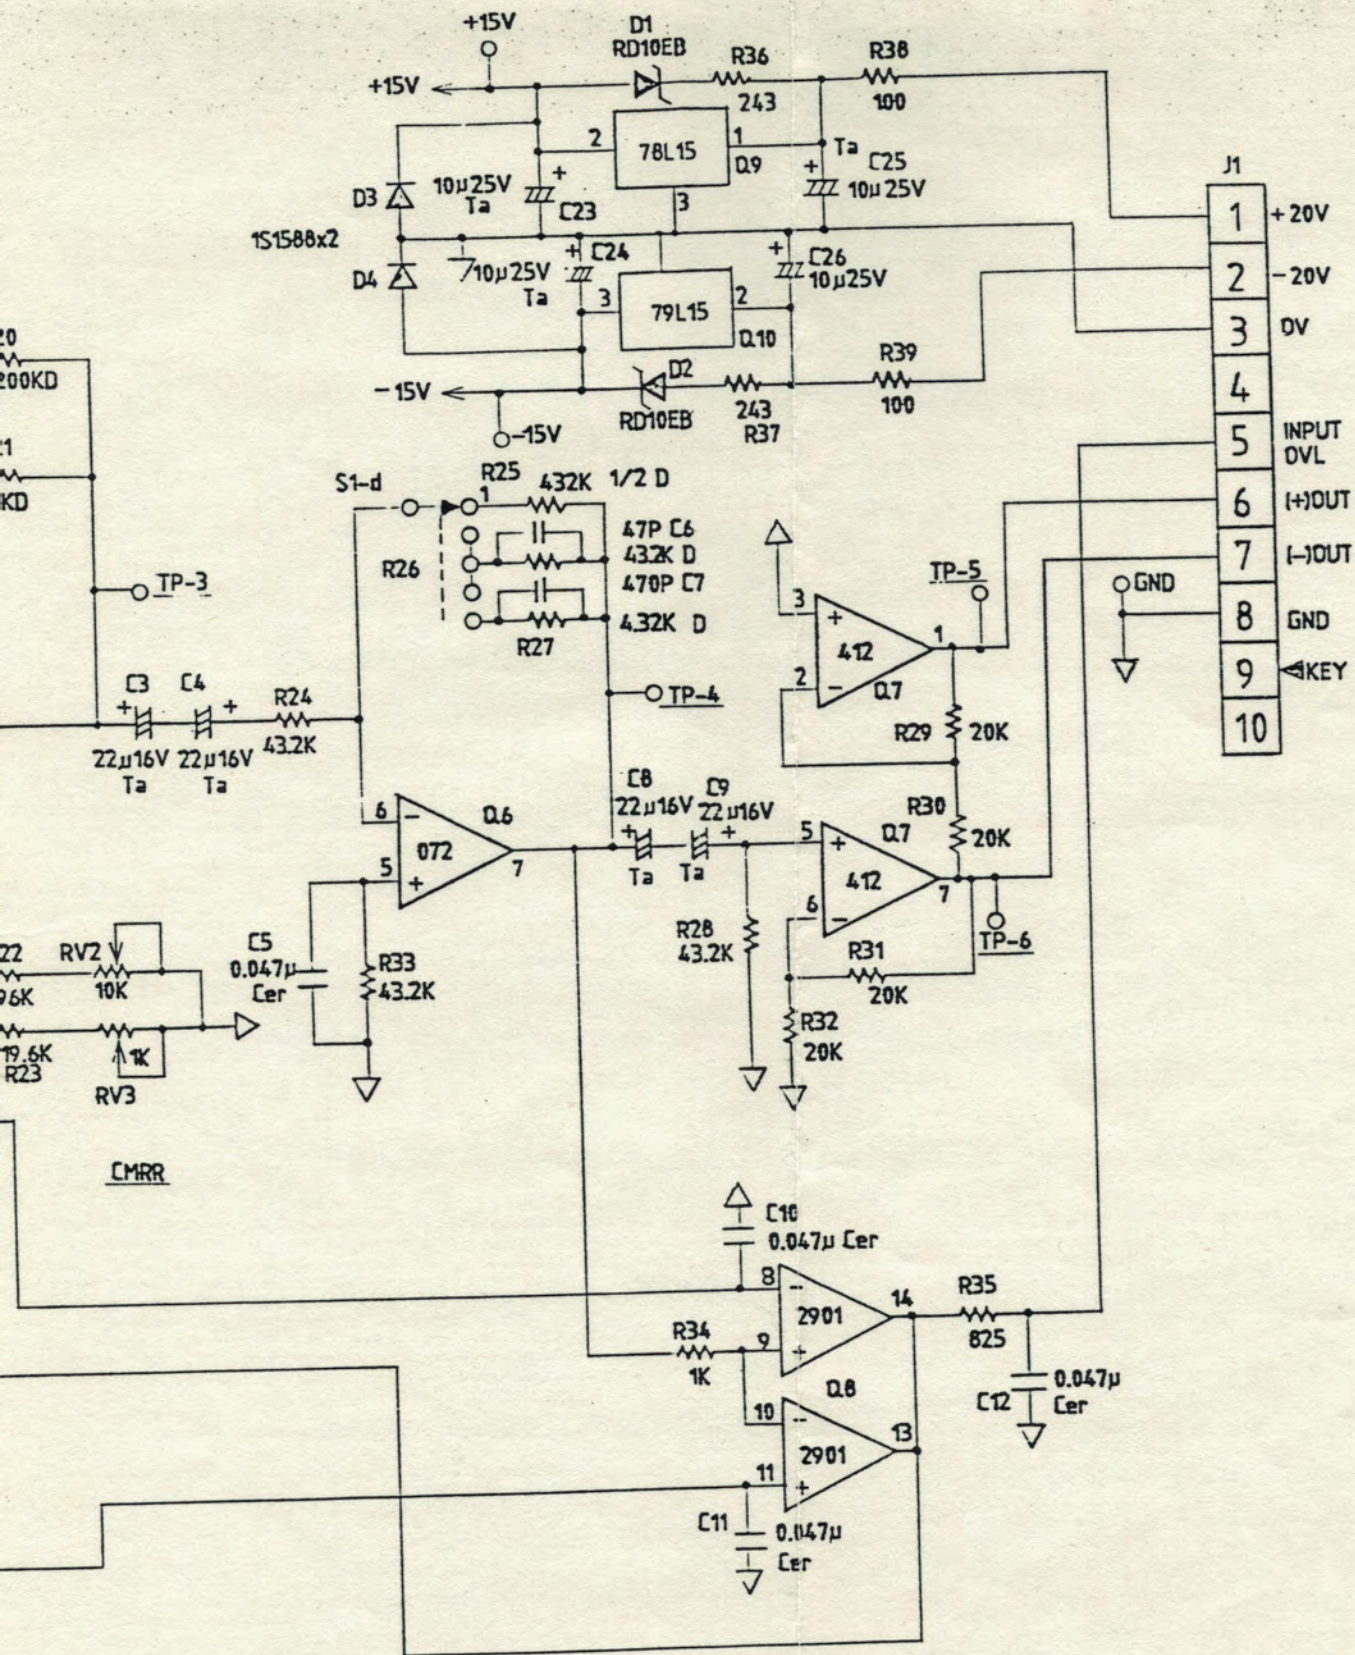 +15V
D1
RD10EB
R36
243
R38
100
+15V
2
78L15
1
Q9
3
Ta
C25
10µ25V
+
D3
10µ25V
Ta
+
C23
1S1588x2
D4
10µ25V
Ta
+
C24
3
79L15
2
Q10
+
C26
10µ25V
-15V
D2
RD10EB
243
R37
R39
100
-15V
J1
1 +20V
2 -20V
3 0V
4
5 INPUT
OVL
6 (+)OUT
7 (-)OUT
8 GND
9 KEY
10
GND
20
200KD
KD
TP-3
S1-d
R25
1
432K 1/2 D
47P C6
43.2K D
R26
470P C7
4.32K D
R27
TP-4
C3
+
22µ16V
Ta
C4
+
22µ16V
Ta
R24
43.2K
6
-
072
5
+
7
Q6
C5
0.047µ
Cer
R33
43.2K
C8
22µ16V
+
Ta
C9
22µ16V
+
Ta
R28
43.2K
3
+
412
2
-
1
Q7
TP-5
R29
20K
R30
20K
5
+
412
6
-
7
Q7
TP-6
R31
20K
R32
20K
22
96K
RV2
10K
19.6K
R23
1K
RV3
CMRR
C10
0.047µ Cer
8
-
2901
9
+
14
R34
1K
Q8
10
-
2901
11
+
13
C11
0.047µ
Cer
R35
825
C12
0.047µ
Cer